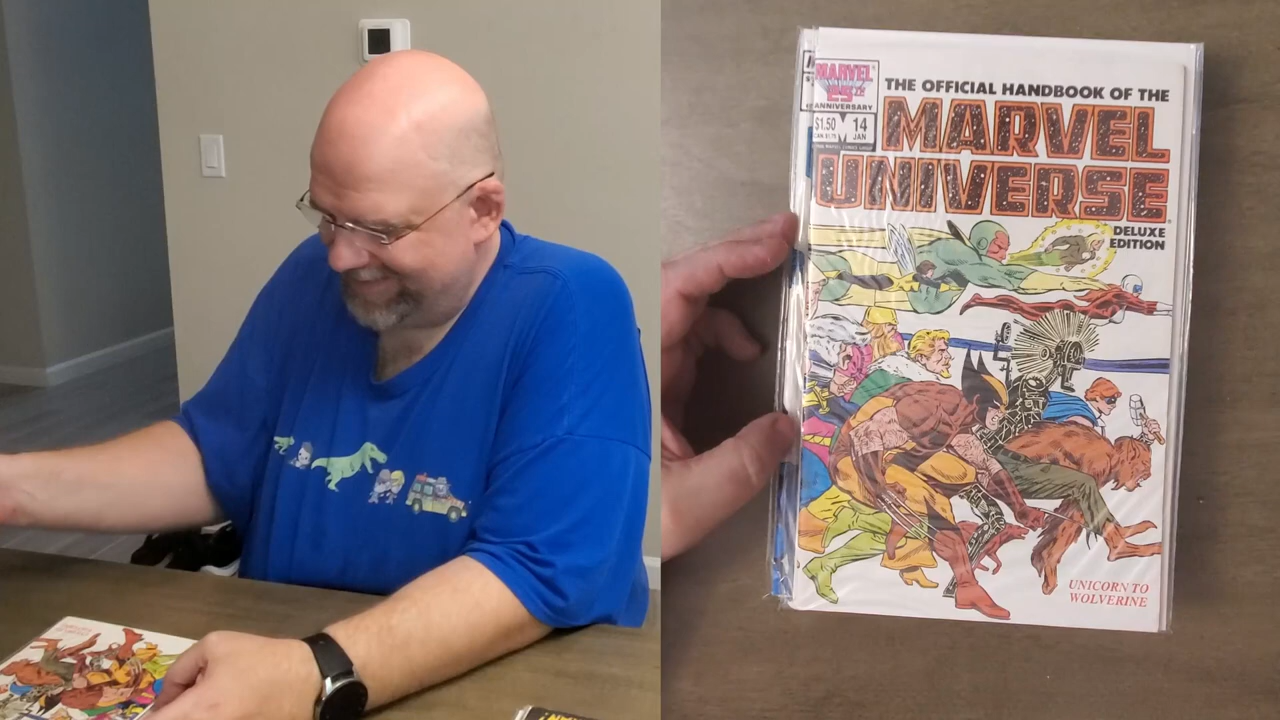 MARVEL
25TH
ANNIVERSARY
$1.50
14
JAN
THE OFFICIAL HANDBOOK OF THE
MARVEL
UNIVERSE
DELUXE
EDITION
UNICORN TO
WOLVERINE